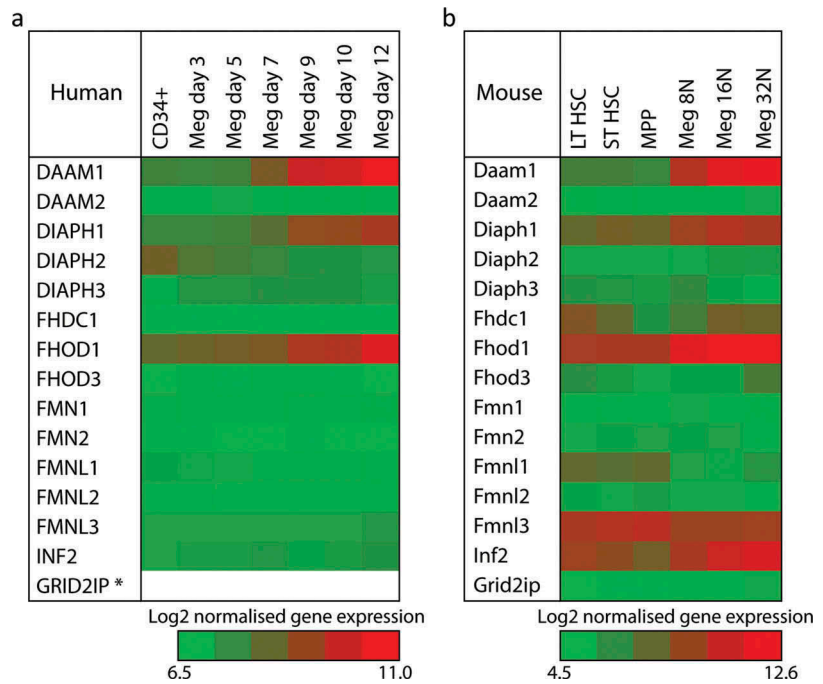 a
Human
CD34+
Meg day 3
Meg day 5
Meg day 7
Meg day 9
Meg day 10
Meg day 12
DAAM1
DAAM2
DIAPH1
DIAPH2
DIAPH3
FHDC1
FHOD1
FHOD3
FMN1
FMN2
FMNL1
FMNL2
FMNL3
INF2
GRID2IP *
Log2 normalised gene expression
6.5 11.0
b
Mouse
LT HSC
ST HSC
MPP
Meg 8N
Meg 16N
Meg 32N
Daam1
Daam2
Diaph1
Diaph2
Diaph3
Fhdc1
Fhod1
Fhod3
Fmn1
Fmn2
Fmnl1
Fmnl2
Fmnl3
Inf2
Grid2ip
Log2 normalised gene expression
4.5 12.6